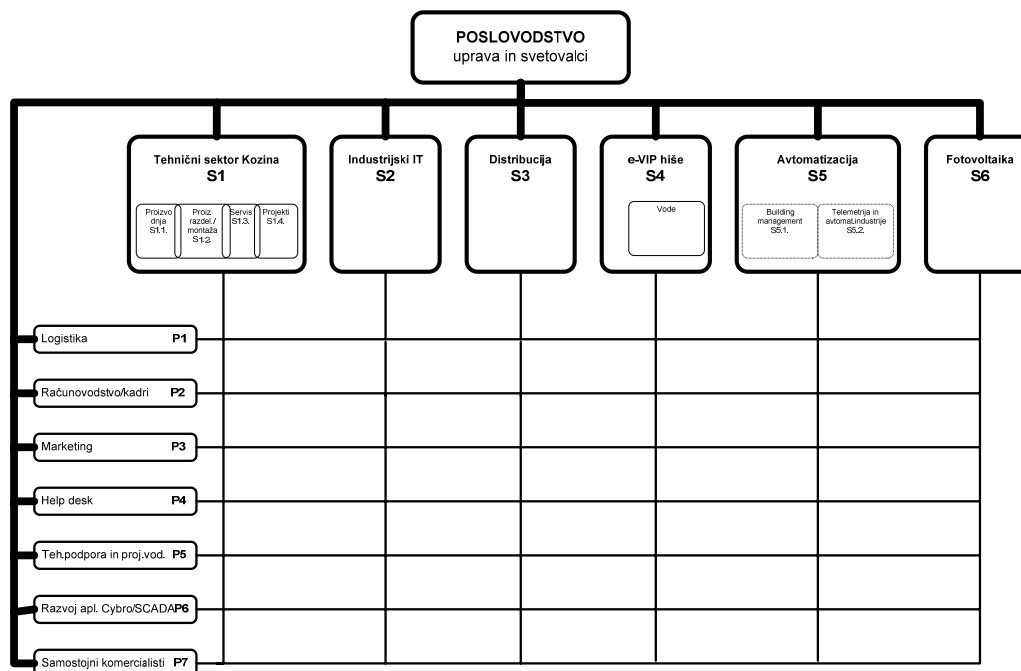 POSLOVODSTVO
uprava in svetovalci
Tehnični sektor Kozina
S1
Proizvo
dnja
S1.1.
Proiz
razdel./
montaža
S1.2.
Servis
S1.3.
Projekti
S1.4.
Industrijski IT
S2
Distribucija
S3
e-VIP hiše
S4
Vode
Avtomatizacija
S5
Building
management
S5.1.
Telemetrija in
avtomat.industrije
S5.2.
Fotovoltaika
S6
Logistika P1
Računovodstvo/kadri P2
Marketing P3
Help desk P4
Teh.podpora in proj.vod. P5
Razvoj apl. Cybro/SCADA P6
Samostojni komercialisti P7